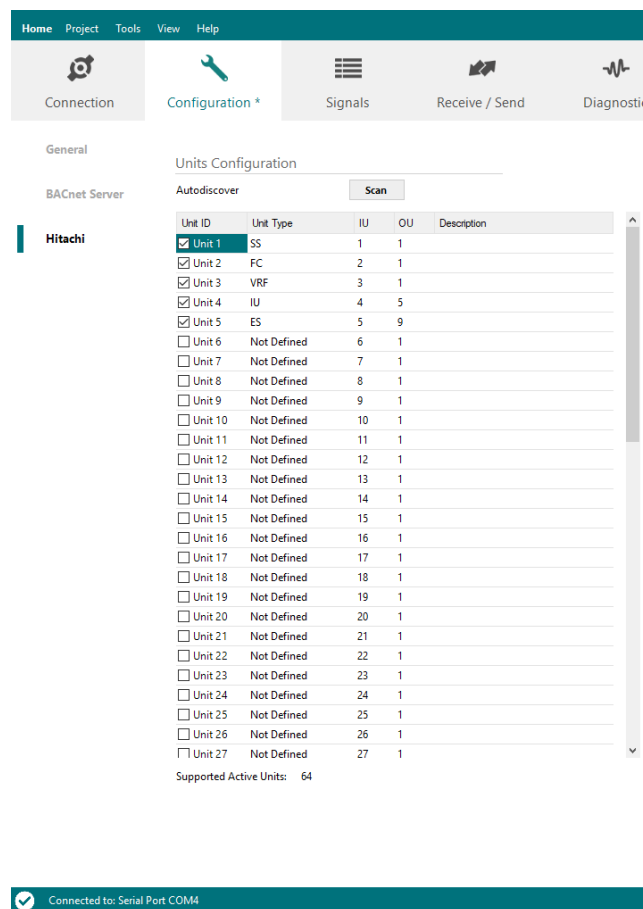 Home Project Tools View Help
Connection Configuration * Signals Receive / Send
General
Units Configuration
BACnet Server
Autodiscover Scan
Hitachi
Unit ID Unit Type IU OU Description
Unit 1 SS 1 1
Unit 2 FC 2 1
Unit 3 VRF 3 1
Unit 4 IU 4 5
Unit 5 ES 5 9
Unit 6 Not Defined 6 1
Unit 7 Not Defined 7 1
Unit 8 Not Defined 8 1
Unit 9 Not Defined 9 1
Unit 10 Not Defined 10 1
Unit 11 Not Defined 11 1
Unit 12 Not Defined 12 1
Unit 13 Not Defined 13 1
Unit 14 Not Defined 14 1
Unit 15 Not Defined 15 1
Unit 16 Not Defined 16 1
Unit 17 Not Defined 17 1
Unit 18 Not Defined 18 1
Unit 19 Not Defined 19 1
Unit 20 Not Defined 20 1
Unit 21 Not Defined 21 1
Unit 22 Not Defined 22 1
Unit 23 Not Defined 23 1
Unit 24 Not Defined 24 1
Unit 25 Not Defined 25 1
Unit 26 Not Defined 26 1
Unit 27 Not Defined 27 1
Supported Active Units: 64
Connected to: Serial Port COM4